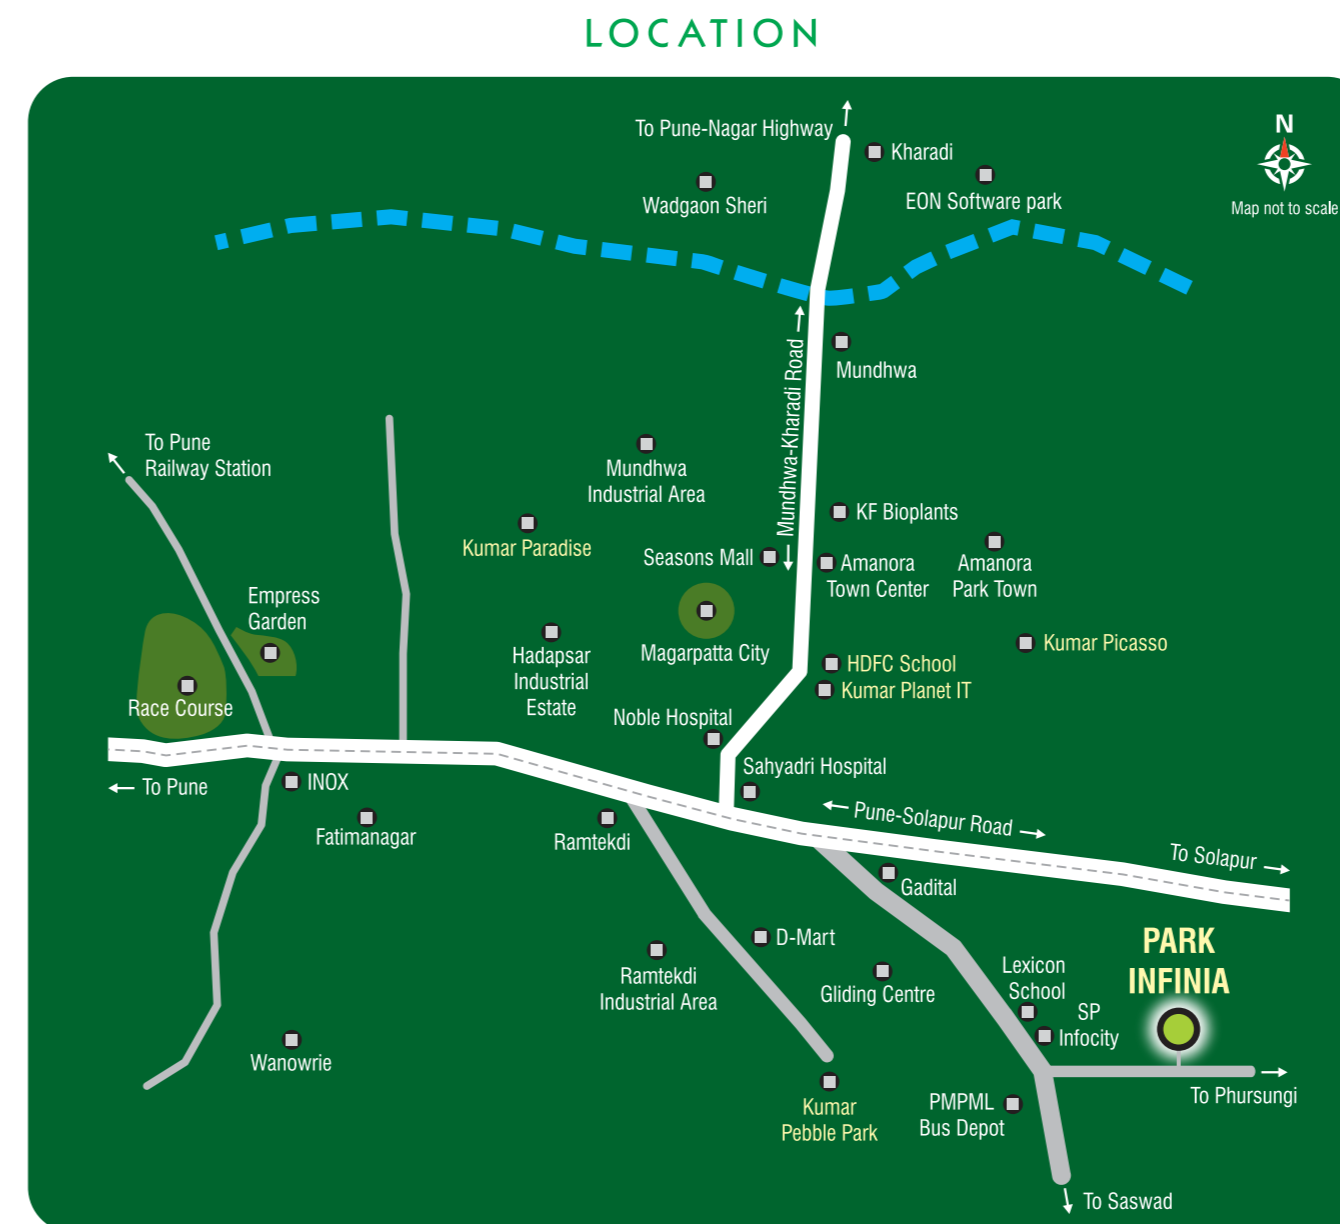 LOCATION
N
Map not to scale
To Pune-Nagar Highway
Kharadi
Wadgaon Sheri
EON Software park
Mundhwa-Kharadi Road
Mundhwa
To Pune
Railway Station
Mundhwa
Industrial Area
Kumar Paradise
KF Bioplants
Seasons Mall
Amanora
Town Center
Amanora
Park Town
Empress
Garden
Hadapsar
Industrial
Estate
Magarpatta City
Kumar Picasso
HDFC School
Kumar Planet IT
Race Course
Noble Hospital
Sahyadri Hospital
To Pune
INOX
Fatimanagar
Ramtekdi
Pune-Solapur Road
To Solapur
Gadital
D-Mart
Ramtekdi
Industrial Area
Gliding Centre
Lexicon
School
SP
Infocity
PARK
INFINIA
Wanowrie
Kumar
Pebble Park
PMPML
Bus Depot
To Phursungi
To Saswad